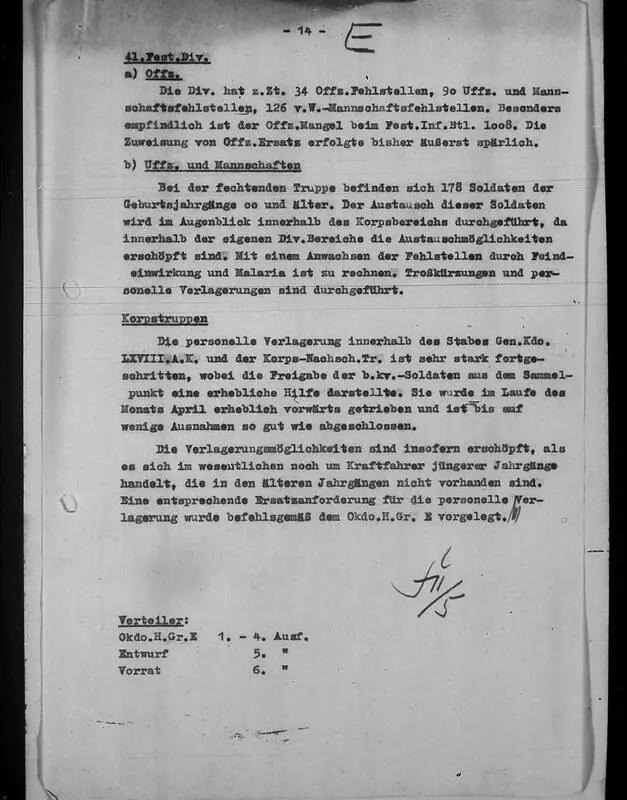 - 14 -
E
41.Fest.Div.
a) Offz.
Die Div. hat z.Zt. 34 Offz.Fehlstellen, 90 Uffz. und Mann-
schaftsfehlstellen, 126 v.W.-Mannschaftsfehlstellen. Besonders
empfindlich ist der Offz.Mangel beim Fest.Inf.Btl. 1008. Die
Zuweisung von Offz.Ersatz erfolgte bisher äußerst spärlich.
b) Uffz. und Mannschaften
Bei der fechtenden Truppe befinden sich 178 Soldaten der
Geburtsjahrgänge 00 und älter. Der Austausch dieser Soldaten
wird im Augenblick innerhalb des Korpsbereichs durchgeführt, da
innerhalb der eigenen Div.Bereiche die Austauschmöglichkeiten
erschöpft sind. Mit einem Anwachsen der Fehlstellen durch Feind-
einwirkung und Malaria ist zu rechnen. Troßkürzungen und per-
sonelle Verlagerungen sind durchgeführt.
Korpstruppen
Die personelle Verlagerung innerhalb des Stabes Gen.Kdo.
LXVIII.A.K. und der Korps-Nachsch.Tr. ist sehr stark fortge-
schritten, wobei die Freigabe der b.kv.-Soldaten aus dem Sammel-
punkt eine erhebliche Hilfe darstellte. Sie wurde im Laufe des
Monats April erheblich vorwärts getrieben und ist bis auf
wenige Ausnahmen so gut wie abgeschlossen.
Die Verlagerungsmöglichkeiten sind insofern erschöpft, als
es sich im wesentlichen noch um Kraftfahrer jüngerer Jahrgänge
handelt, die in den älteren Jahrgängen nicht vorhanden sind.
Eine entsprechende Ersatzanforderung für die personelle Ver-
lagerung wurde befehlsgemäß dem Okdo.H.Gr. E vorgelegt.
Verteiler:
Okdo.H.Gr.E 1. - 4. Ausf.
Entwurf 5. "
Vorrat 6. "